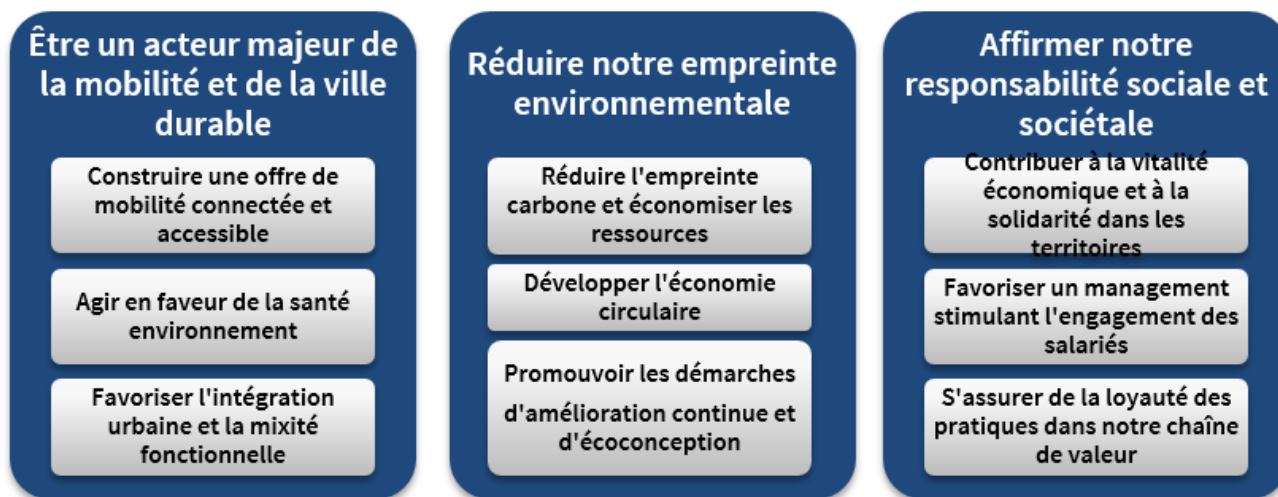 Être un acteur majeur de
la mobilité et de la ville
durable
Construire une offre de
mobilité connectée et
accessible
Agir en faveur de la santé
environnement
Favoriser l'intégration
urbaine et la mixité
fonctionnelle
Réduire notre empreinte
environnementale
Réduire l'empreinte
carbone et économiser les
ressources
Développer l'économie
circulaire
Promouvoir les démarches
d'amélioration continue et
d'écoconception
Affirmer notre
responsabilité sociale et
sociétale
Contribuer à la vitalité
économique et à la
solidarité dans les
territoires
Favoriser un management
stimulant l'engagement des
salariés
S'assurer de la loyauté des
pratiques dans notre chaîne
de valeur